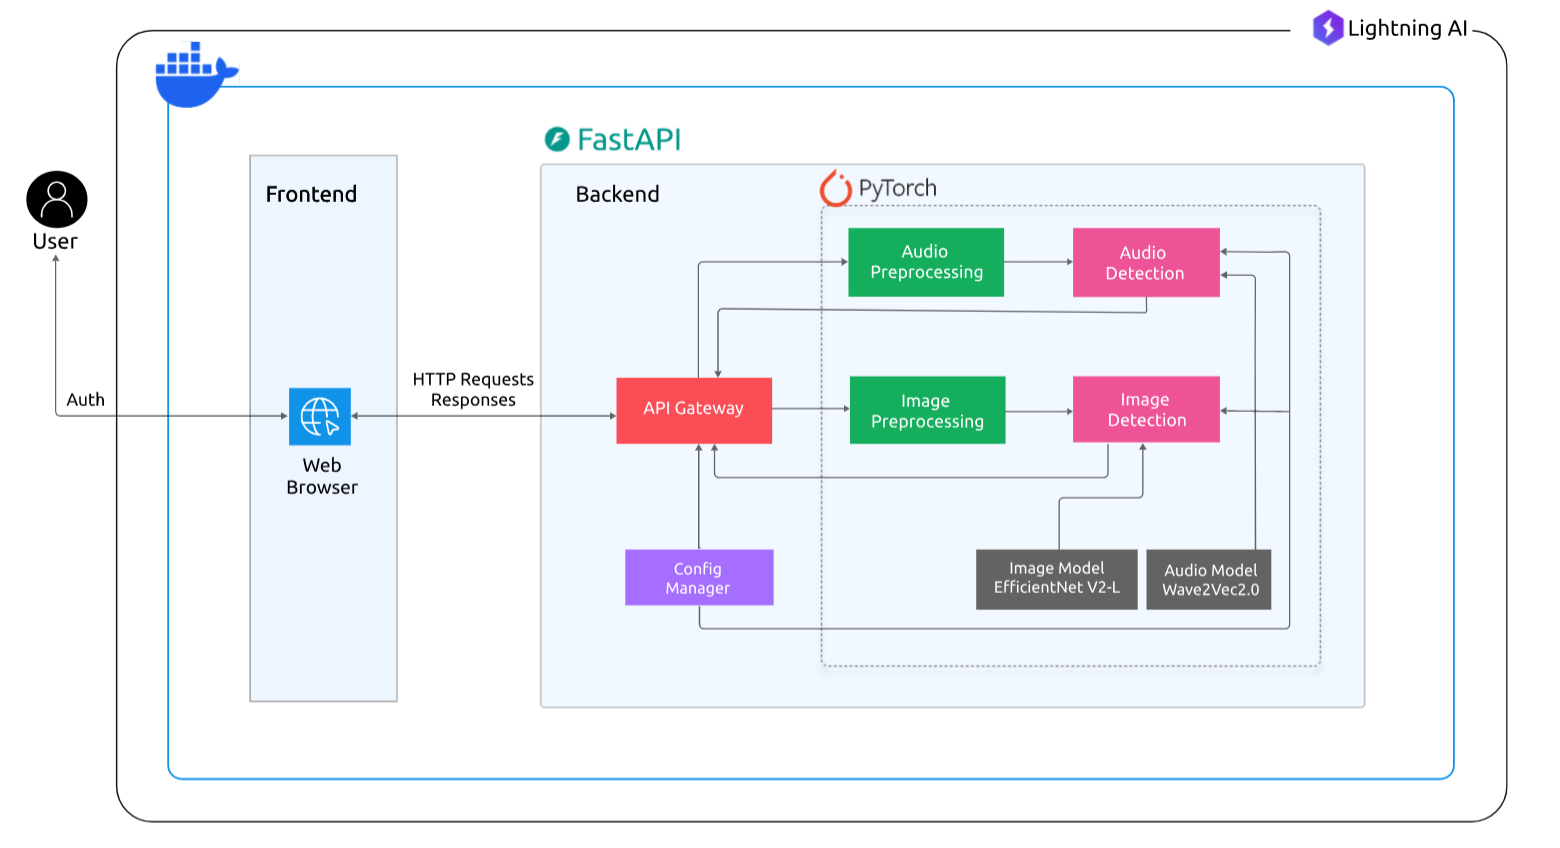 Lightning AI
FastAPI
Frontend
Backend
PyTorch
User
Audio
Preprocessing
Audio
Detection
HTTP Requests
Responses
Auth
API Gateway
Image
Preprocessing
Image
Detection
Web
Browser
Config
Manager
Image Model
EfficientNet V2-L
Audio Model
Wave2Vec2.0